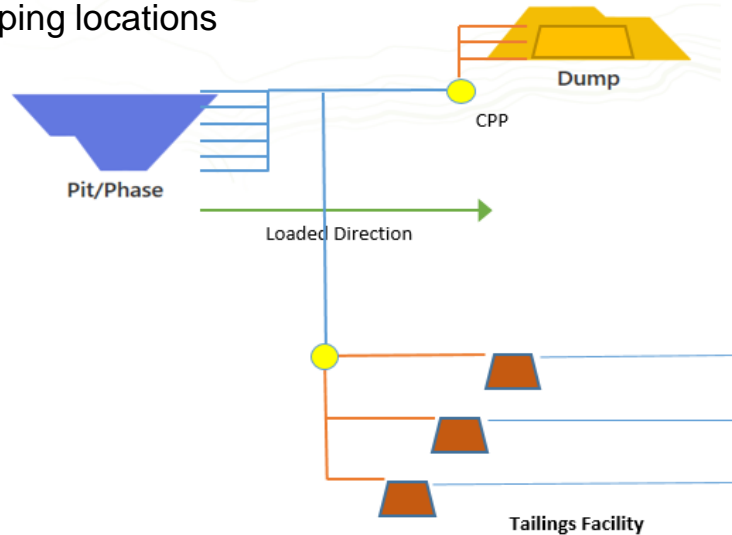 ping locations
Dump
CPP
Pit/Phase
Loaded Direction
Tailings Facility